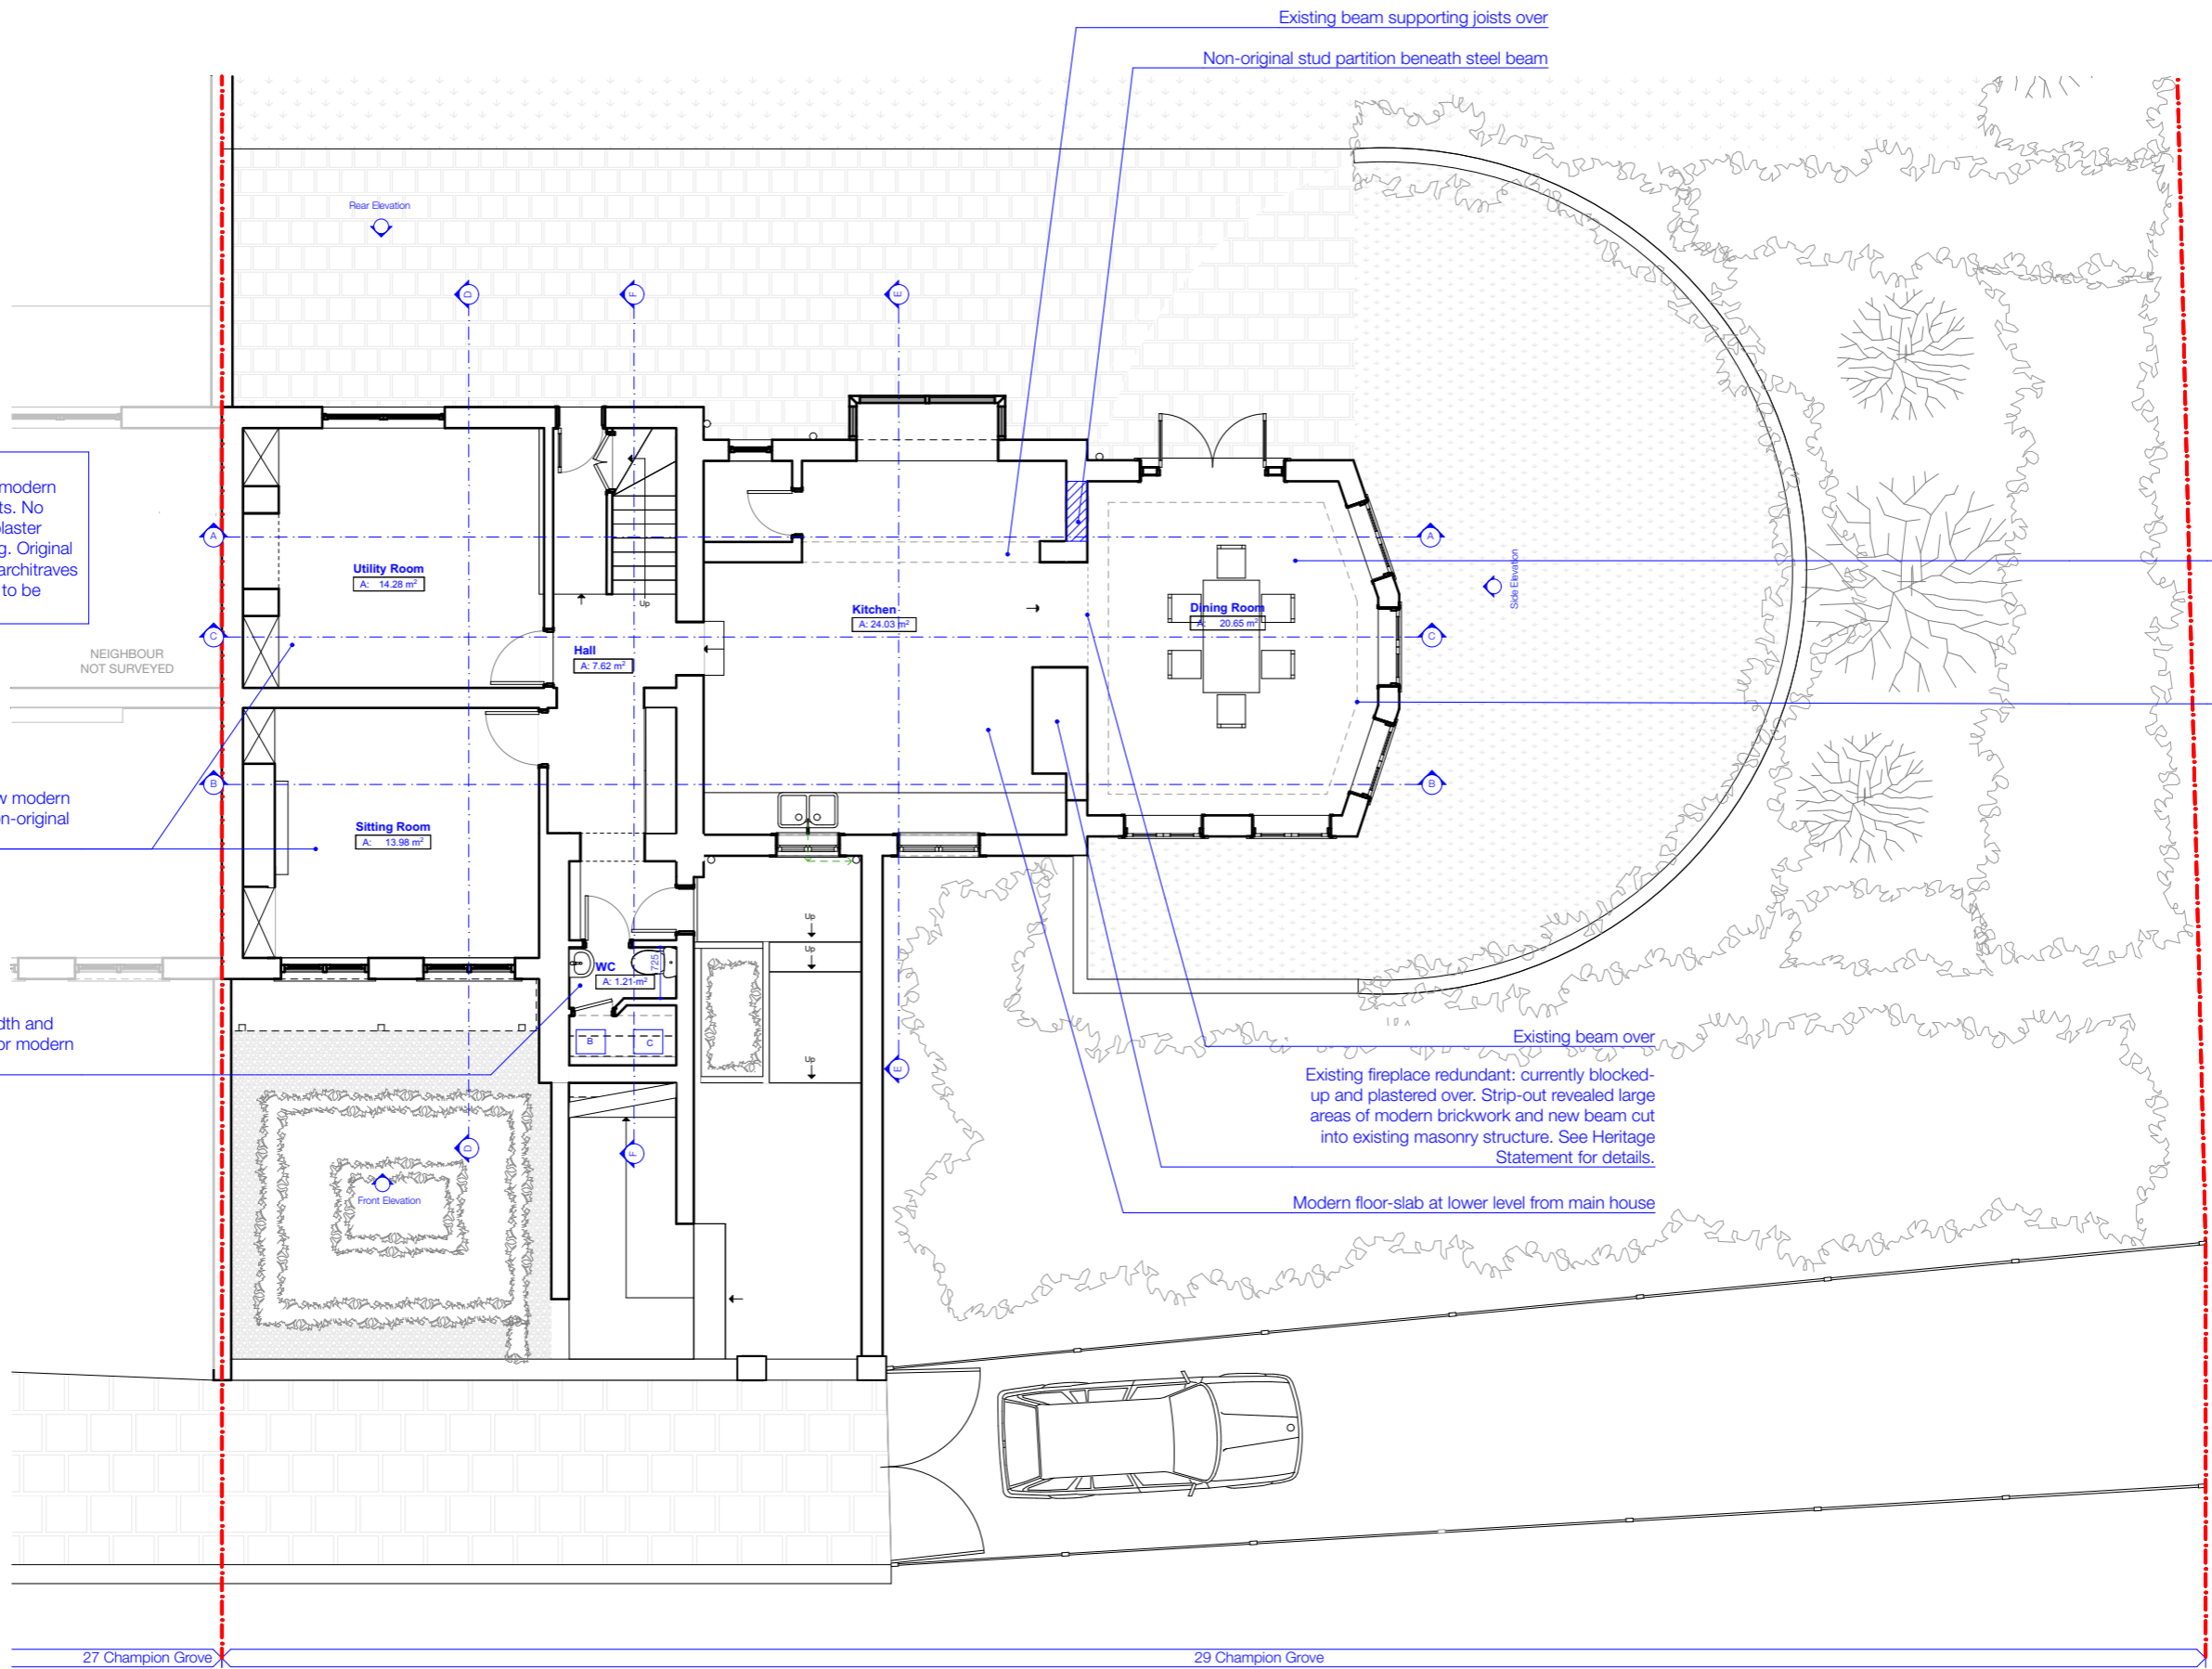 Existing beam supporting joists over
Non-original stud partition beneath steel beam
Rear Elevation
D
F
E
modern
ts. No
plaster
g. Original
architraves
to be
A
A
Side Elevation
Utility Room
A: 14.28 m²
Up
Kitchen
A: 24.03 m²
Dining Room
A: 20.65 m²
C
C
NEIGHBOUR
NOT SURVEYED
Hall
A: 7.62 m²
B
B
w modern
n-original
Sitting Room
A: 13.98 m²
Up
Up
WC
A: 1.21 m²
725
dth and
or modern
B
C
Up
E
Existing beam over
Existing fireplace redundant: currently blocked-
up and plastered over. Strip-out revealed large
areas of modern brickwork and new beam cut
into existing masonry structure. See Heritage
Statement for details.
D
F
Front Elevation
Modern floor-slab at lower level from main house
27 Champion Grove
29 Champion Grove